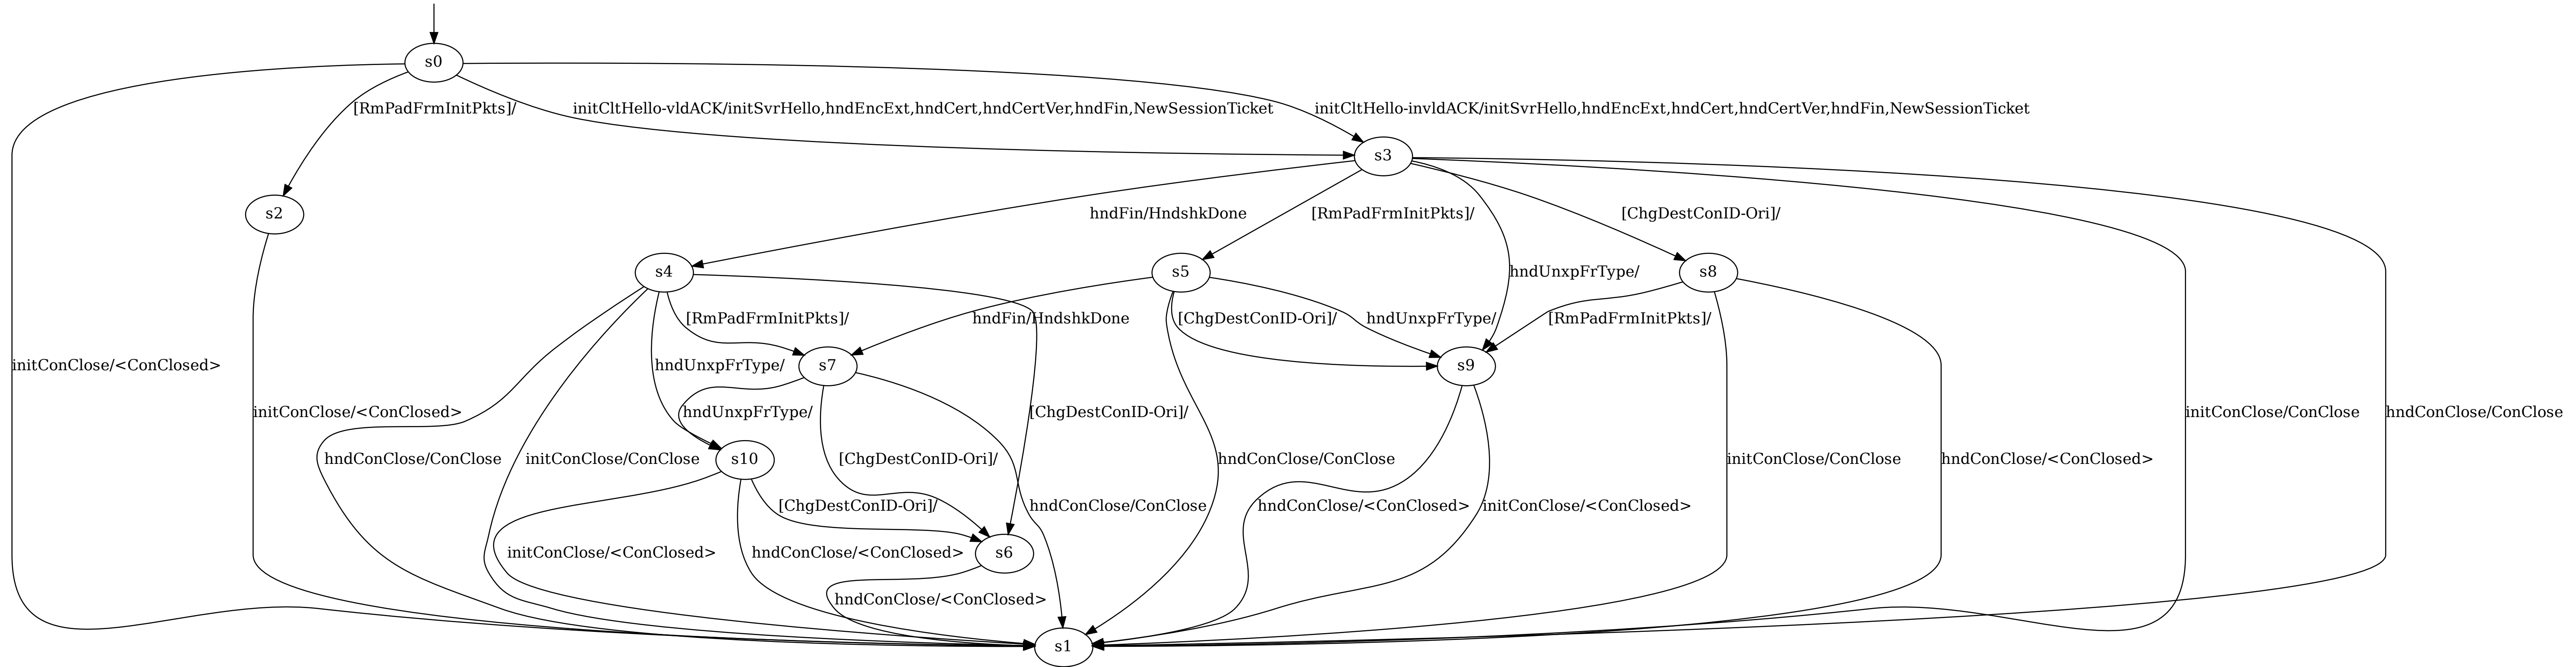 s0
[RmPadFrmInitPkts]/
initCltHello-vldACK/initSvrHello,hndEncExt,hndCert,hndCertVer,hndFin,NewSessionTicket
initCltHello-invldACK/initSvrHello,hndEncExt,hndCert,hndCertVer,hndFin,NewSessionTicket
s3
s2
hndFin/HndshkDone
[RmPadFrmInitPkts]/
[ChgDestConID-Ori]/
s4
s5
hndUnxpFrType/
s8
[RmPadFrmInitPkts]/
hndFin/HndshkDone
[ChgDestConID-Ori]/
hndUnxpFrType/
[RmPadFrmInitPkts]/
initConClose/<ConClosed>
hndUnxpFrType/
s7
s9
initConClose/<ConClosed>
hndUnxpFrType/
[ChgDestConID-Ori]/
initConClose/ConClose
hndConClose/ConClose
hndConClose/ConClose
initConClose/ConClose
s10
[ChgDestConID-Ori]/
hndConClose/ConClose
initConClose/ConClose
hndConClose/<ConClosed>
[ChgDestConID-Ori]/
hndConClose/ConClose
hndConClose/<ConClosed>
initConClose/<ConClosed>
initConClose/<ConClosed>
hndConClose/<ConClosed>
s6
hndConClose/<ConClosed>
s1